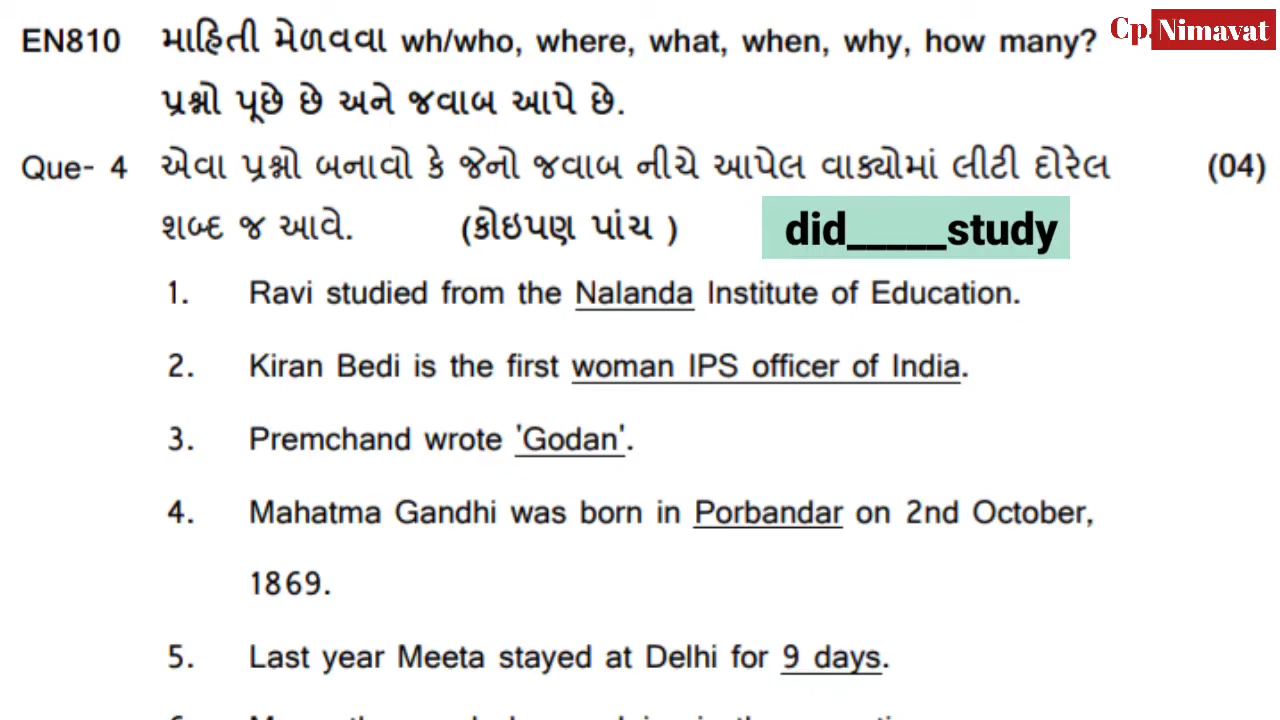 Cp. Nimavat
EN810 માહિતી મેળવવા wh/who, where, what, when, why, how many?
પ્રશ્નો પૂછે છે અને જવાબ આપે છે.
Que- 4 એવા પ્રશ્નો બનાવો કે જેનો જવાબ નીચે આપેલ વાક્યોમાં લીટી દોરેલ (04)
શબ્દ જ આવે. (કોઇપણ પાંચ ) did_____study
1. Ravi studied from the Nalanda Institute of Education.
2. Kiran Bedi is the first woman IPS officer of India.
3. Premchand wrote 'Godan'.
4. Mahatma Gandhi was born in Porbandar on 2nd October,
1869.
5. Last year Meeta stayed at Delhi for 9 days.